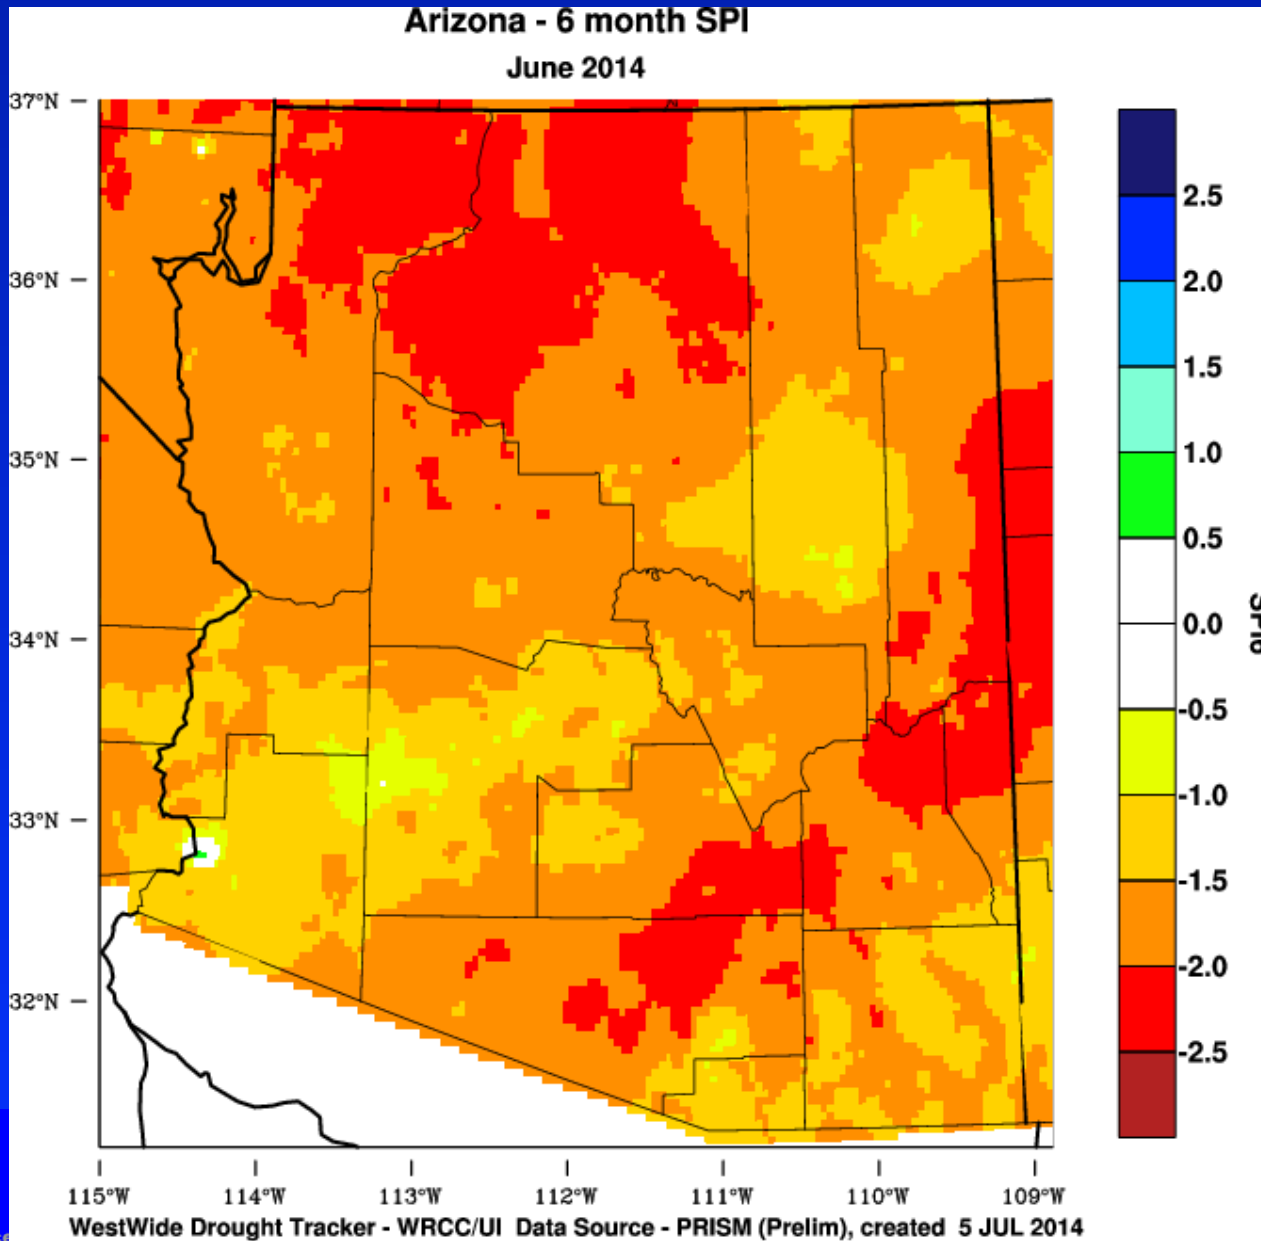 Arizona - 6 month SPI
June 2014
37°N
36°N
35°N
34°N
33°N
32°N
115°W
114°W
113°W
112°W
111°W
110°W
109°W
2.5
2.0
1.5
1.0
0.5
0.0
-0.5
-1.0
-1.5
-2.0
-2.5
WestWide Drought Tracker - WRCC/UI Data Source - PRISM (Prelim), created 5 JUL 2014